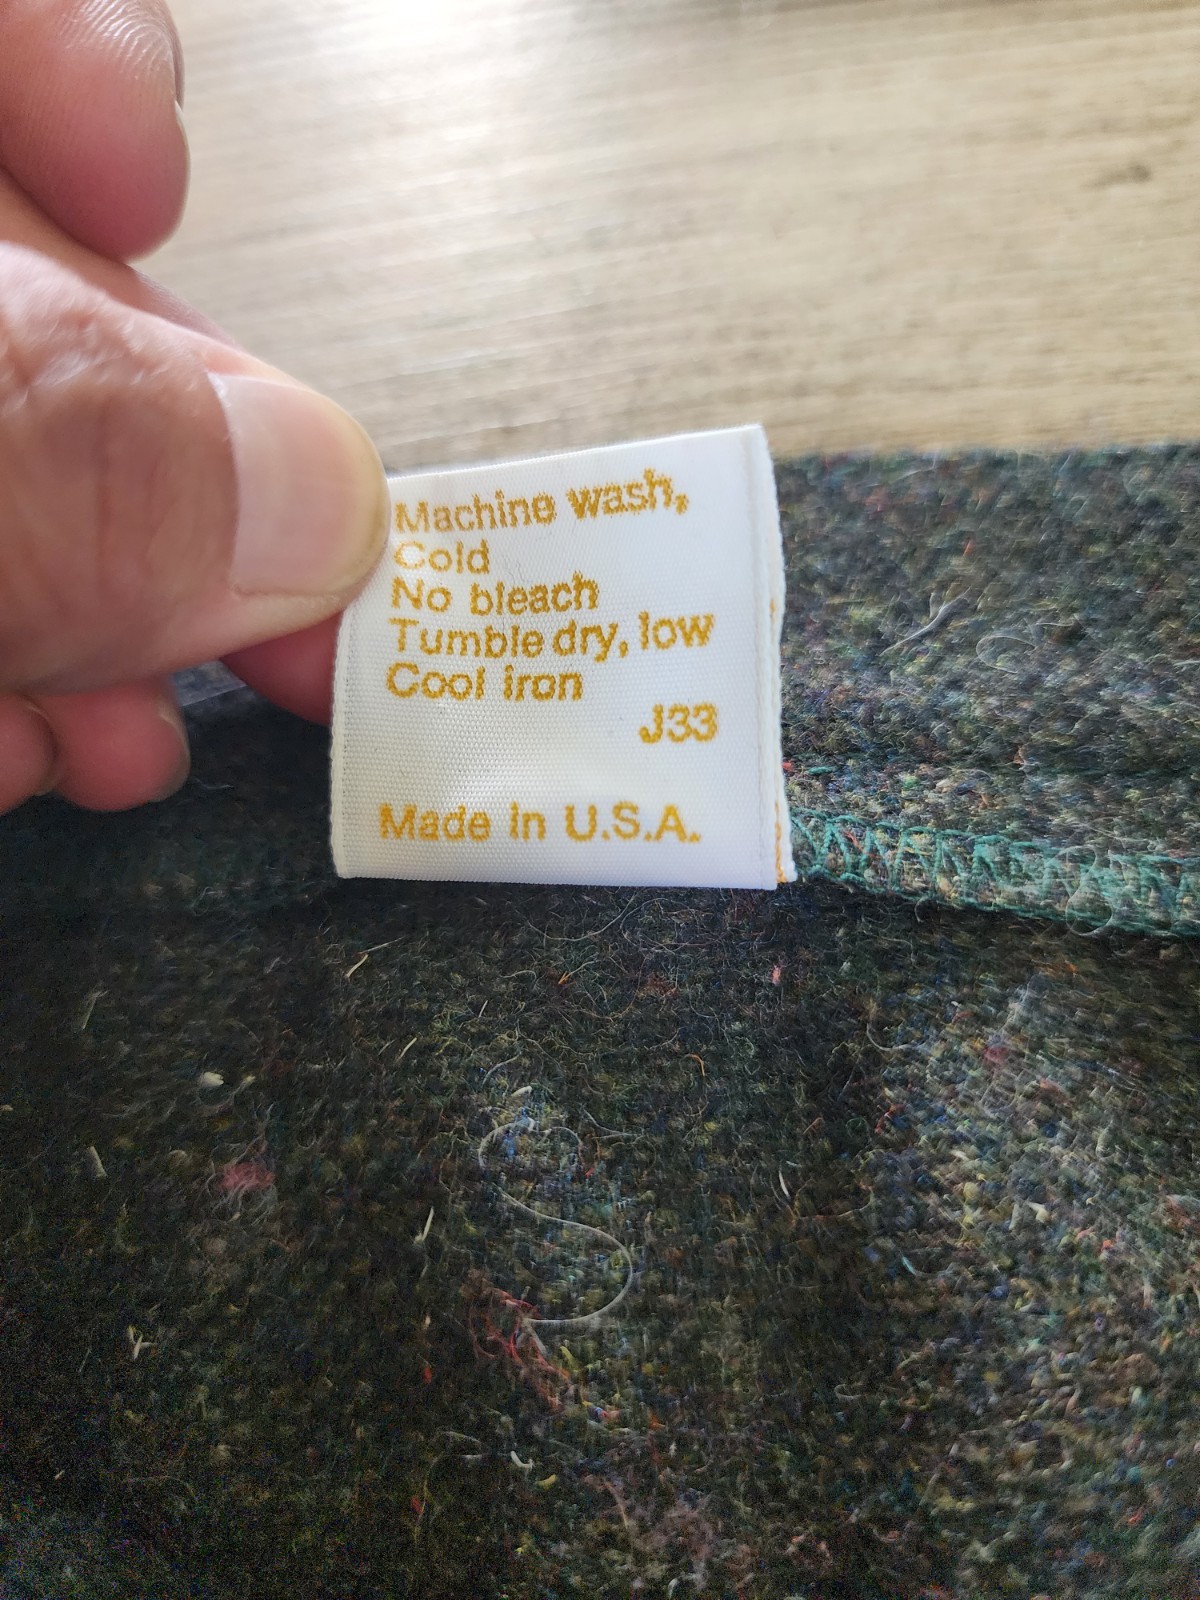 Machine wash,
Cold
No bleach
Tumble dry, low
Cool iron
J33
Made in U.S.A.